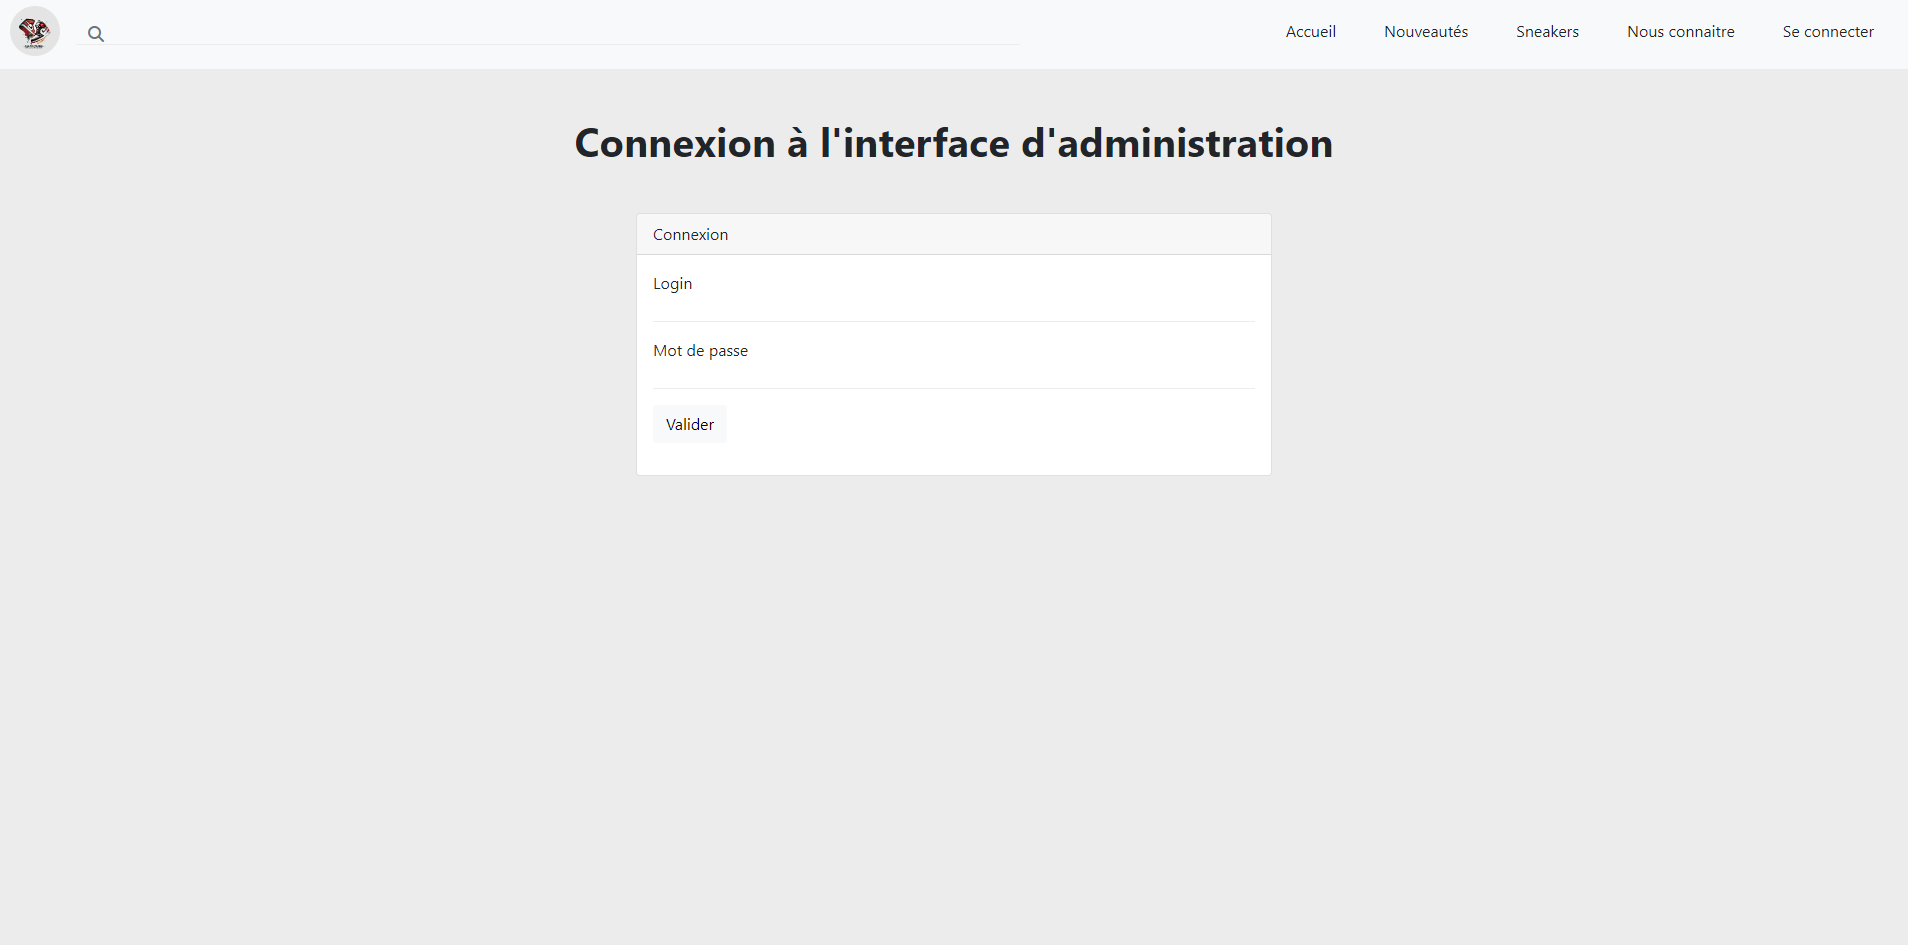 Accueil Nouveautés Sneakers Nous connaitre Se connecter
Connexion à l'interface d'administration
Connexion
Login
Mot de passe
Valider